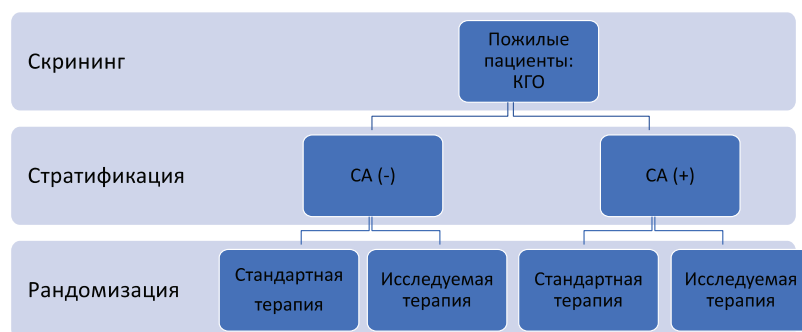 Скрининг
Пожилые
пациенты:
КГО
Стратификация
СА (-)
СА (+)
Рандомизация
Стандартная
терапия
Исследуемая
терапия
Стандартная
терапия
Исследуемая
терапия